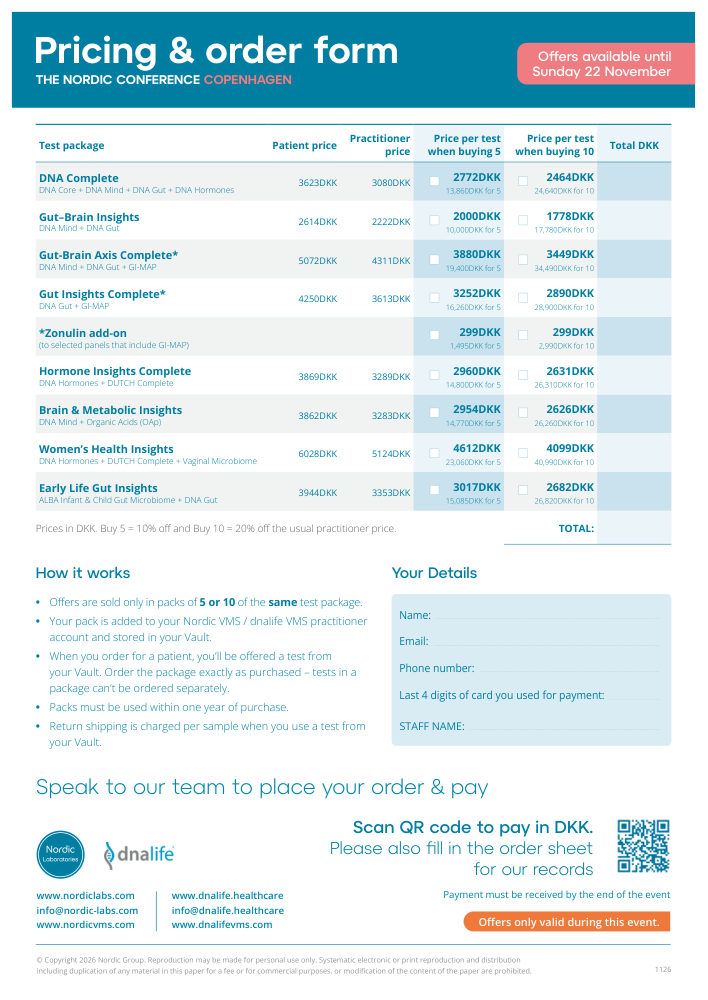 Pricing & order form
THE NORDIC CONFERENCE COPENHAGEN
Offers available until
Sunday 22 November
Test package Patient price Practitioner price Price per test when buying 5 Price per test when buying 10 Total DKK
DNA Complete 3623DKK 3080DKK 2772DKK 2464DKK
DNA Core + DNA Mind + DNA Gut + DNA Hormones 13,860DKK for 5 24,640DKK for 10
Gut–Brain Insights 2614DKK 2222DKK 2000DKK 1778DKK
DNA Mind + DNA Gut 10,000DKK for 5 17,780DKK for 10
Gut-Brain Axis Complete* 5072DKK 4311DKK 3880DKK 3449DKK
DNA Mind + DNA Gut + GI-MAP 19,400DKK for 5 34,490DKK for 10
Gut Insights Complete* 4250DKK 3613DKK 3252DKK 2890DKK
DNA Gut + GI-MAP 16,260DKK for 5 28,900DKK for 10
*Zonulin add-on 299DKK 299DKK
(to selected panels that include GI-MAP) 1,495DKK for 5 2,990DKK for 10
Hormone Insights Complete 3869DKK 3289DKK 2960DKK 2631DKK
DNA Hormones + DUTCH Complete 14,800DKK for 5 26,310DKK for 10
Brain & Metabolic Insights 3862DKK 3283DKK 2954DKK 2626DKK
DNA Mind + Organic Acids (OAp) 14,770DKK for 5 26,260DKK for 10
Women's Health Insights 6028DKK 5124DKK 4612DKK 4099DKK
DNA Hormones + DUTCH Complete + Vaginal Microbiome 23,060DKK for 5 40,990DKK for 10
Early Life Gut Insights 3944DKK 3353DKK 3017DKK 2682DKK
ALBA Infant & Child Gut Microbiome + DNA Gut 15,085DKK for 5 26,820DKK for 10
Prices in DKK. Buy 5 = 10% off and Buy 10 = 20% off the usual practitioner price. TOTAL:
How it works
• Offers are sold only in packs of 5 or 10 of the same test package.
• Your pack is added to your Nordic VMS / dnalife VMS practitioner
account and stored in your Vault.
• When you order for a patient, you'll be offered a test from
your Vault. Order the package exactly as purchased – tests in a
package can't be ordered separately.
• Packs must be used within one year of purchase.
• Return shipping is charged per sample when you use a test from
your Vault.
Your Details
Name:
Email:
Phone number:
Last 4 digits of card you used for payment:
STAFF NAME:
Speak to our team to place your order & pay
Nordic
Laboratories
dnalife
Scan QR code to pay in DKK.
Please also fill in the order sheet
for our records
www.nordiclabs.com
info@nordic-labs.com
www.nordicvms.com
www.dnalife.healthcare
info@dnalife.healthcare
www.dnalifevms.com
Payment must be received by the end of the event
Offers only valid during this event.
© Copyright 2026 Nordic Group. Reproduction may be made for personal use only. Systematic electronic or print reproduction and distribution
including duplication of any material in this paper for a fee or for commercial purposes, or modification of the content of the paper are prohibited.
1126